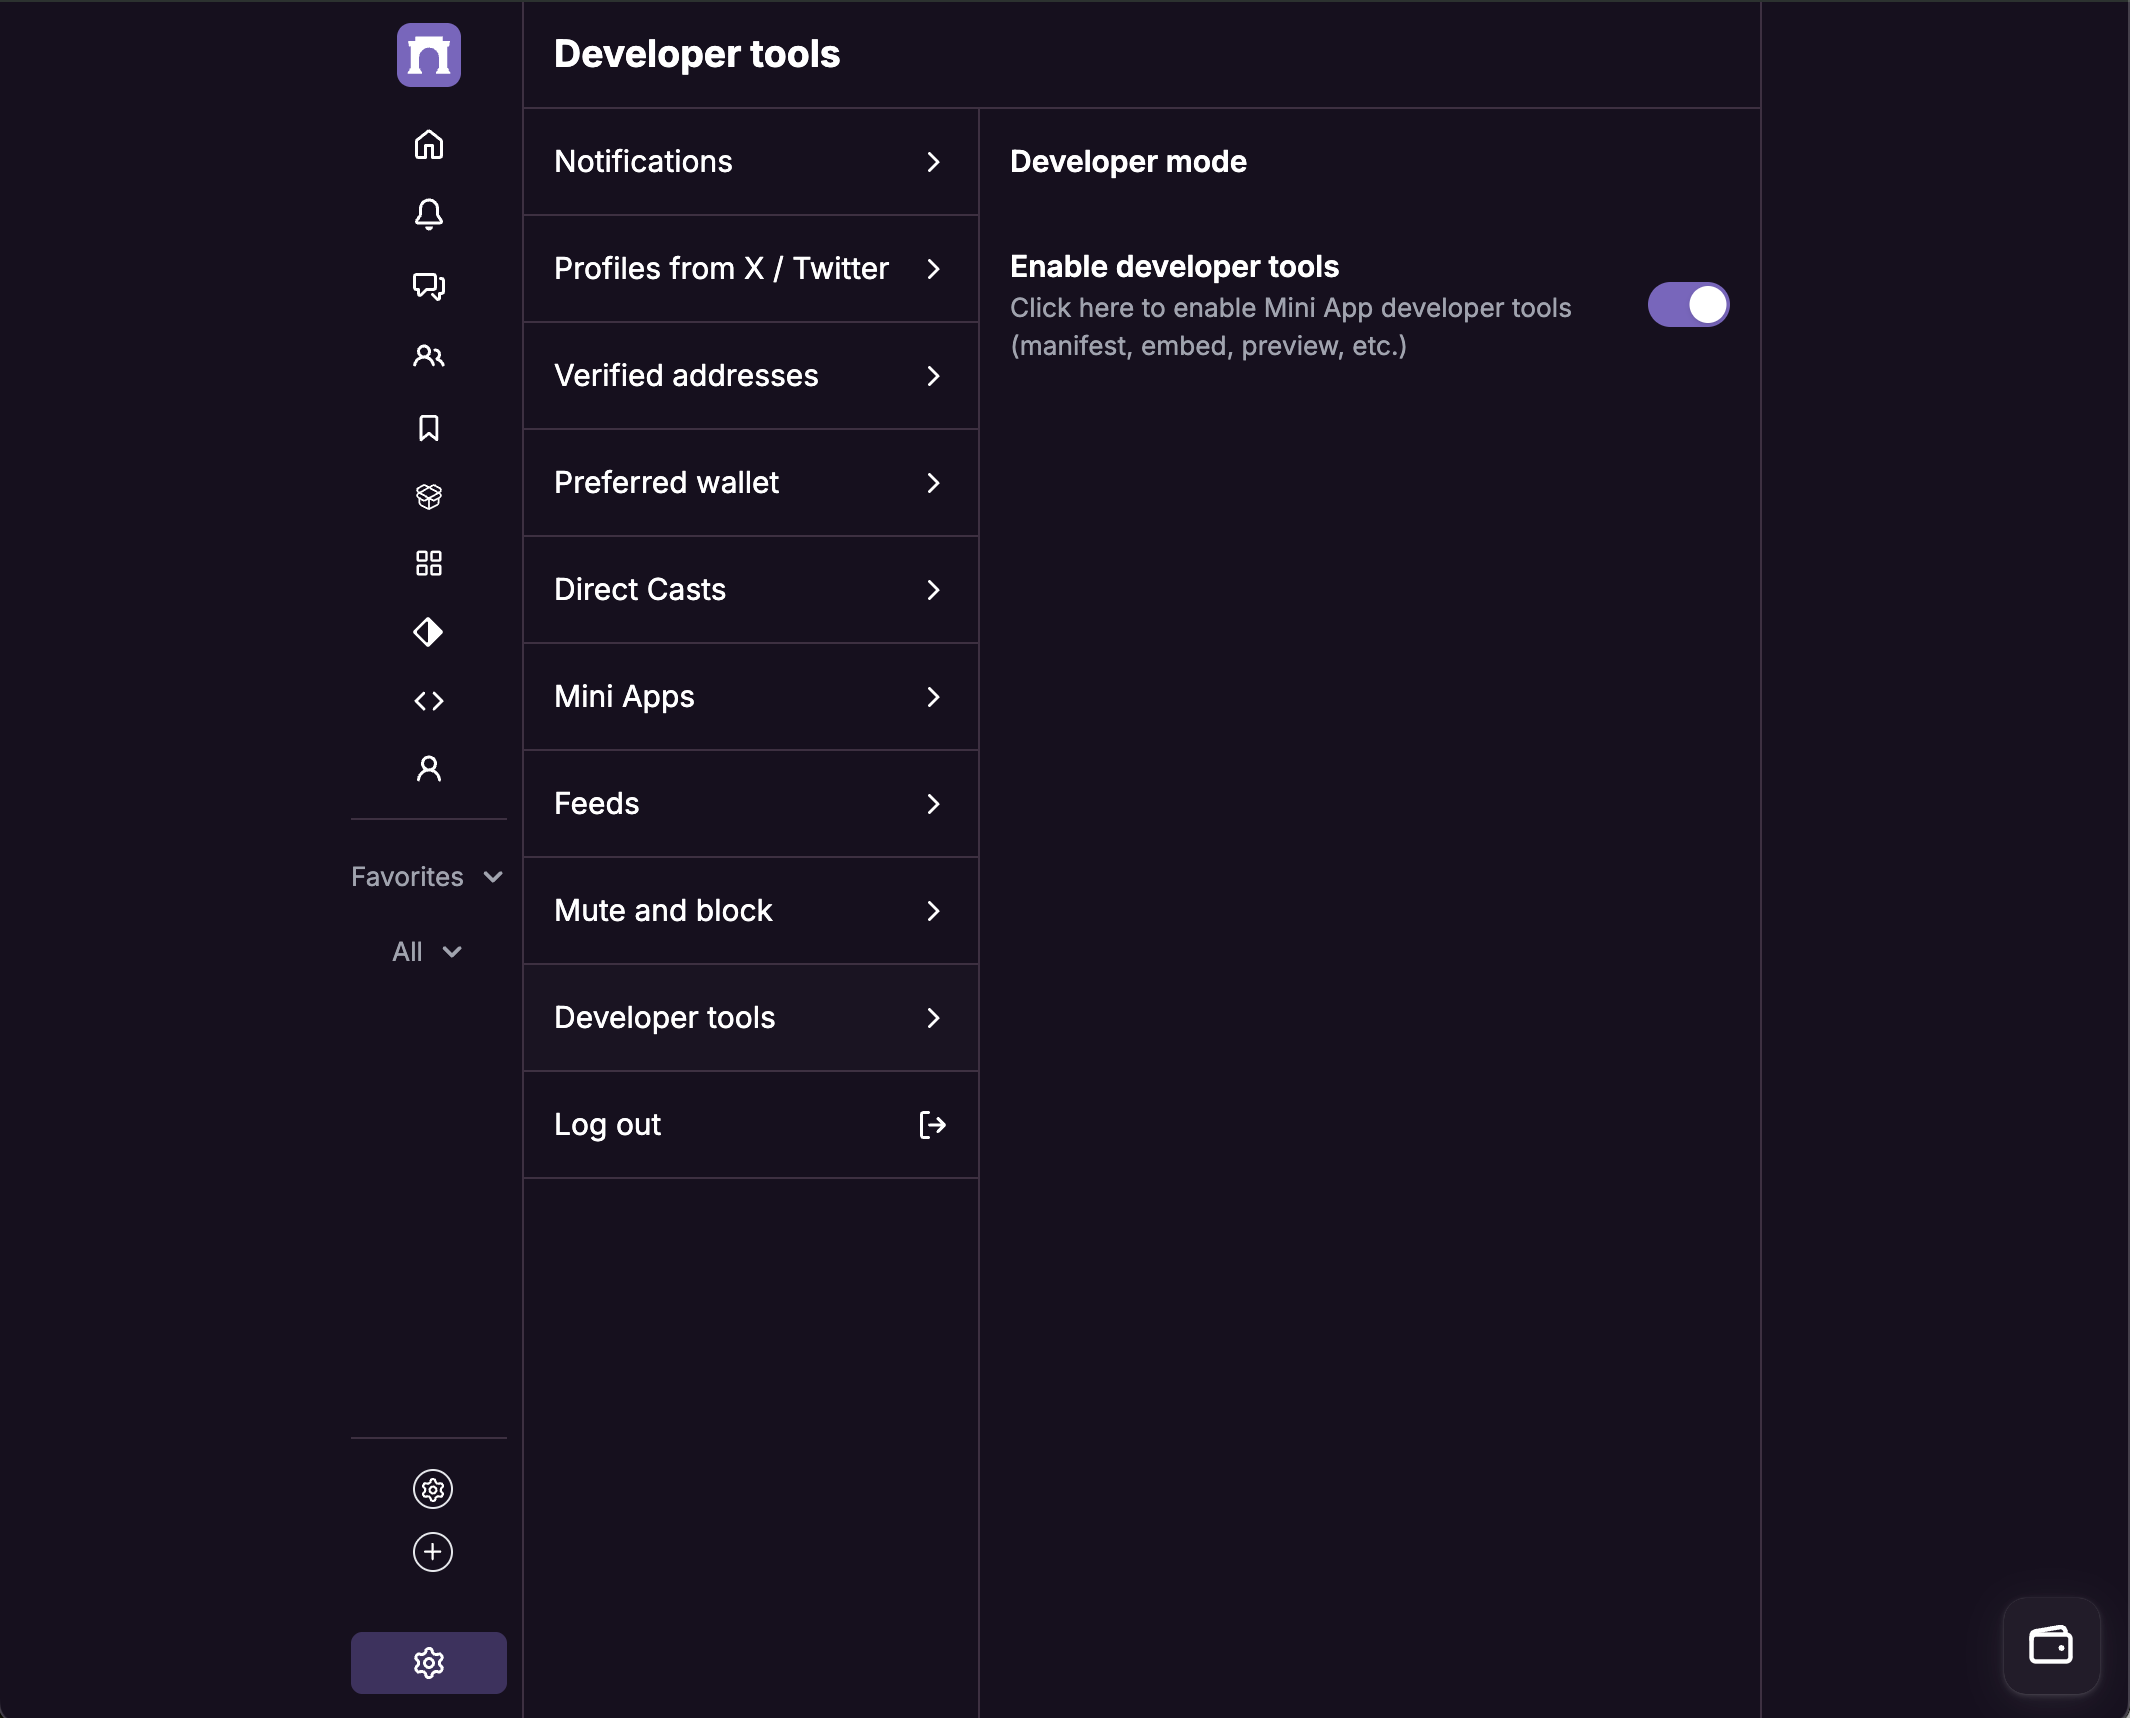 Developer tools
Notifications
Profiles from X / Twitter
Verified addresses
Preferred wallet
Direct Casts
Mini Apps
Feeds
Mute and block
Developer tools
Log out
Developer mode
Enable developer tools
Click here to enable Mini App developer tools
(manifest, embed, preview, etc.)
Favorites
All